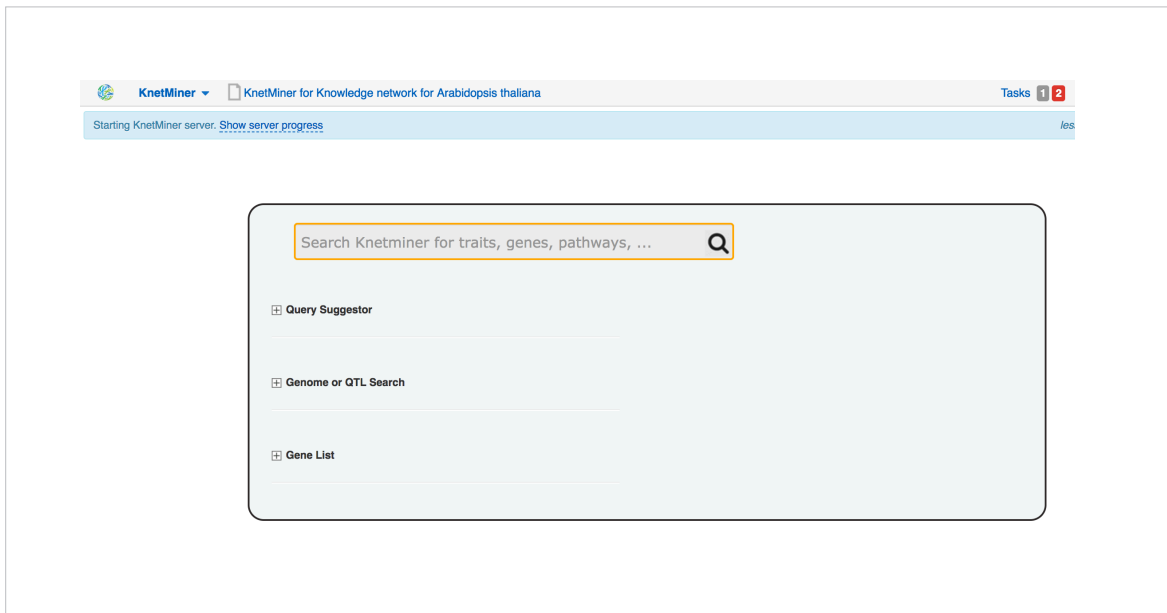 KnetMiner KnetMiner for Knowledge network for Arabidopsis thaliana Tasks 1 2
Starting KnetMiner server. Show server progress les
Search Knetminer for traits, genes, pathways, ...
Query Suggestor
Genome or QTL Search
Gene List